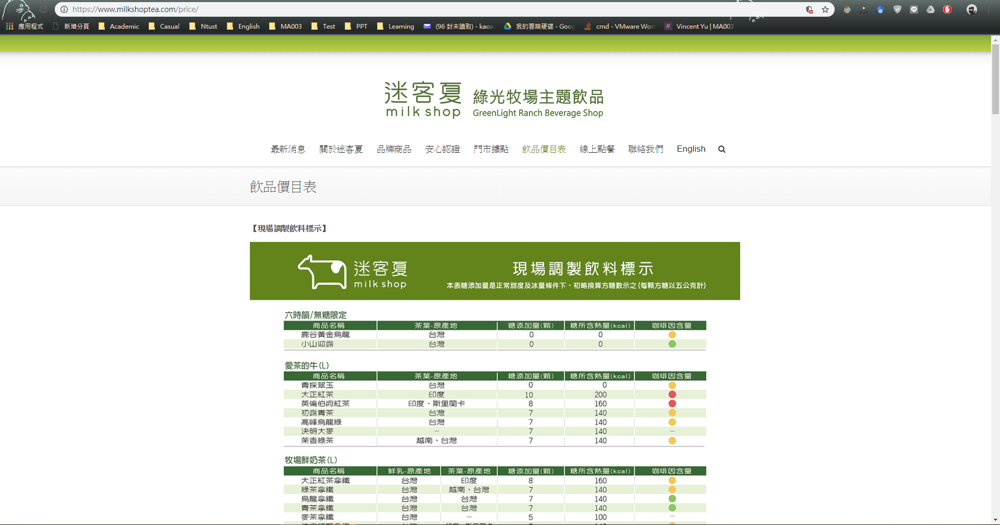 https://www.milkshoptea.com/price/
應用程式 新增分頁 Academic Casual Ntust English MA003 Test PPT Learning (96 封未讀取) - kaoa 我的雲端硬碟 - Goog cmd - VMware Wor Vincent Yu | MA003
迷客夏 綠光牧場主題飲品
milk shop GreenLight Ranch Beverage Shop
最新消息 關於迷客夏 品牌商品 安心認證 門市據點 飲品價目表 線上點餐 聯絡我們 English
飲品價目表
【現場調製飲料標示】
迷客夏 現場調製飲料標示
milk shop 本表糖添加量是正常甜度及冰量條件下，初略換算方糖數示之(每顆方糖以五公克計)
六時韻/無糖限定
商品名稱 茶葉-原產地 糖添加量(顆) 糖所含熱量(kcal) 咖啡因含量
鹿谷黃金烏龍 台灣 0 0
小山迎露 台灣 0 0
愛茶的牛(L)
商品名稱 茶葉-原產地 糖添加量(顆) 糖所含熱量(kcal) 咖啡因含量
青採翠玉 台灣 0 0
大正紅茶 印度 10 200
英倫伯爵紅茶 印度、斯里蘭卡 8 160
初露青茶 台灣 7 140
高峰烏龍綠 台灣 7 140
決明大麥 － 7 140 －
茉香綠茶 越南、台灣 7 140
牧場鮮奶茶(L)
商品名稱 鮮乳-原產地 茶葉-原產地 糖添加量(顆) 糖所含熱量(kcal) 咖啡因含量
大正紅茶拿鐵 台灣 印度 8 160
綠茶拿鐵 台灣 越南、台灣 7 140
烏龍拿鐵 台灣 台灣 7 140
青茶拿鐵 台灣 台灣 7 140
麥茶拿鐵 台灣 － 5 100 －